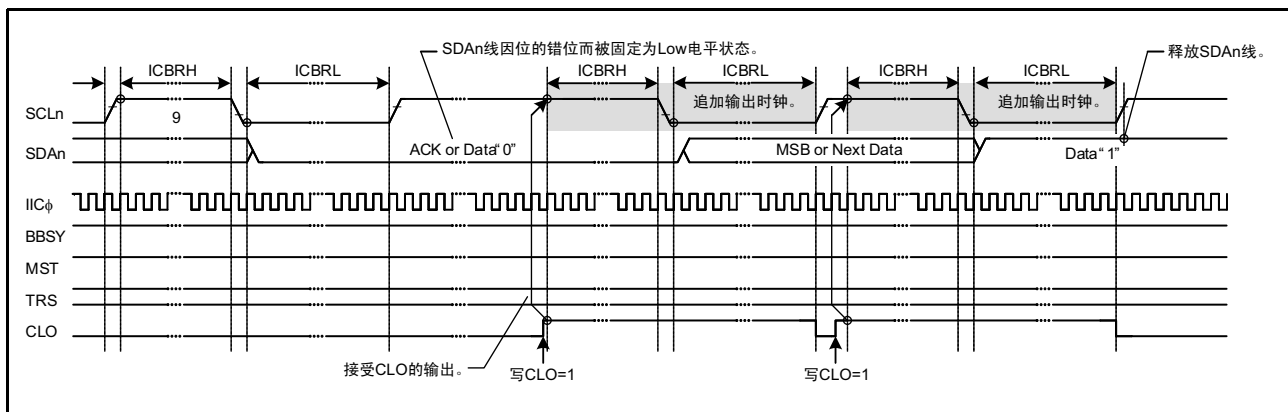 SDAn线因位的错位而被固定为Low电平状态。
释放SDAn线。
ICBRH ICBRL ICBRH ICBRL ICBRH ICBRL
SCLn 9 追加输出时钟。 追加输出时钟。
SDAn ACK or Data“0” MSB or Next Data Data“1”
IICϕ
BBSY
MST
TRS
CLO
接受CLO的输出。 写CLO=1 写CLO=1